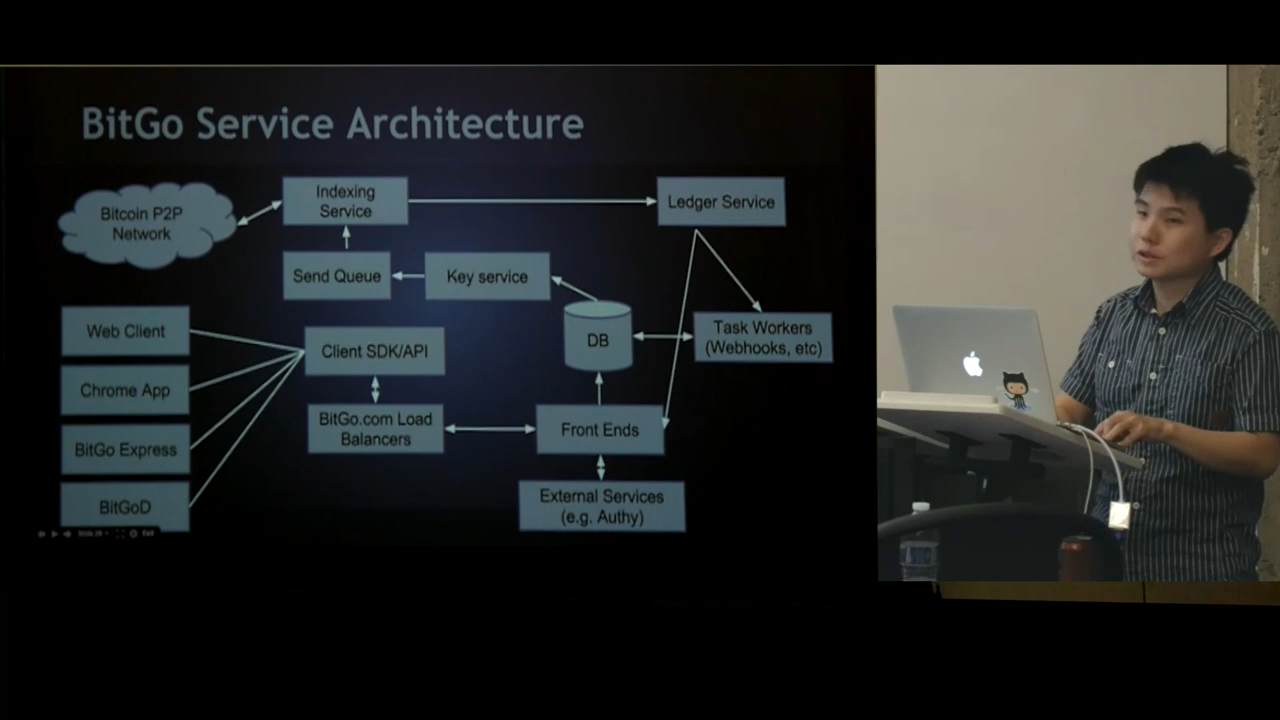 BitGo Service Architecture
Bitcoin P2P
Network
Indexing
Service
Ledger Service
Send Queue
Key service
DB
Task Workers
(Webhooks, etc)
Web Client
Chrome App
BitGo Express
BitGoD
Client SDK/API
BitGo.com Load
Balancers
Front Ends
External Services
(e.g. Authy)
Exit